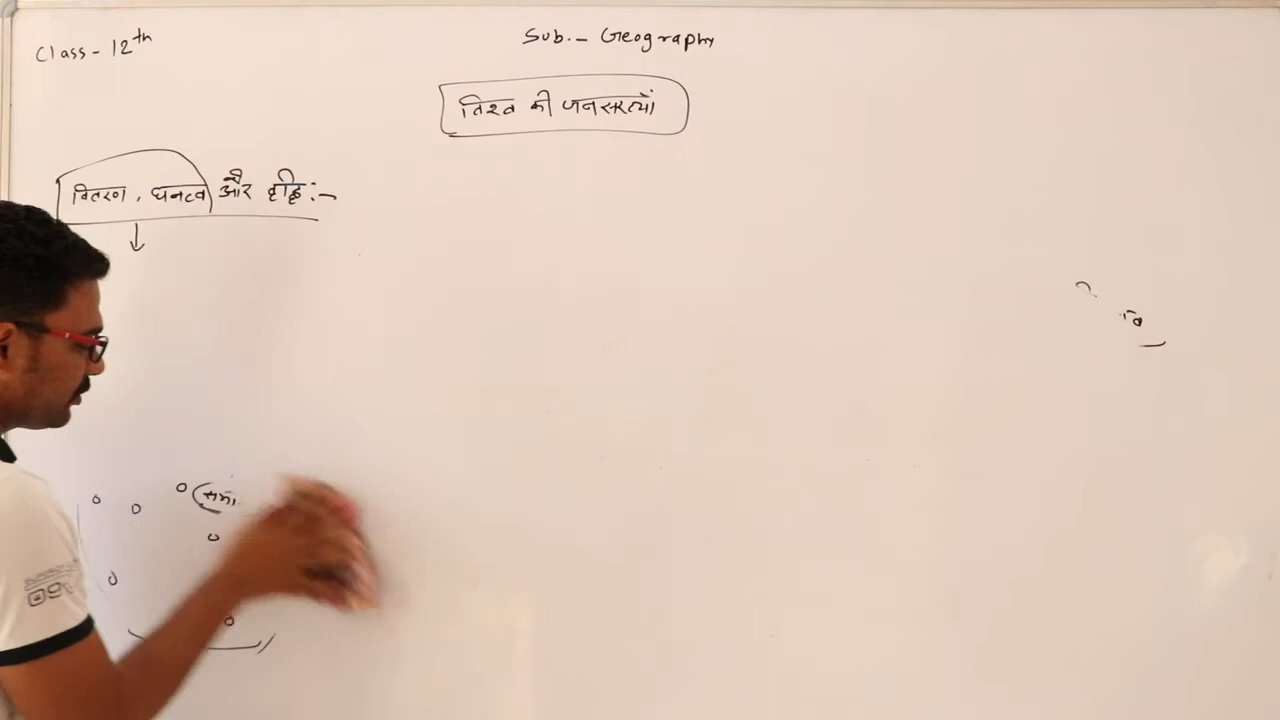 Class - 12th
Sub. - Geography
विश्व की जनसंख्याँ
वितरण, घनत्व और वृद्धि :-